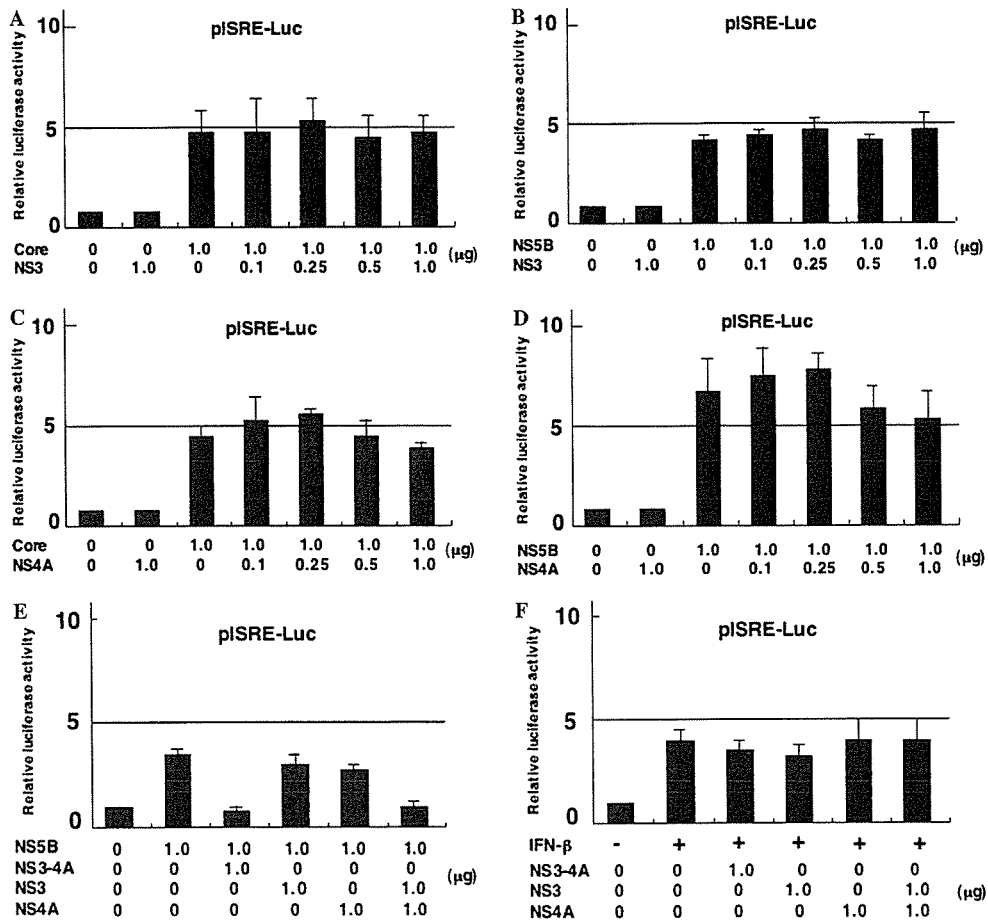 A
pISRE-Luc
Relative luciferase activity
10
5
0
Core 0 0 1.0 1.0 1.0 1.0 1.0 (μg)
NS3 0 1.0 0 0.1 0.25 0.5 1.0
B
pISRE-Luc
Relative luciferase activity
10
5
0
NS5B 0 0 1.0 1.0 1.0 1.0 1.0 (μg)
NS3 0 1.0 0 0.1 0.25 0.5 1.0
C
pISRE-Luc
Relative luciferase activity
10
5
0
Core 0 0 1.0 1.0 1.0 1.0 1.0 (μg)
NS4A 0 1.0 0 0.1 0.25 0.5 1.0
D
pISRE-Luc
Relative luciferase activity
10
5
0
NS5B 0 0 1.0 1.0 1.0 1.0 1.0 (μg)
NS4A 0 1.0 0 0.1 0.25 0.5 1.0
E
pISRE-Luc
Relative luciferase activity
10
5
0
NS5B 0 1.0 1.0 1.0 1.0 1.0
NS3-4A 0 0 1.0 0 0 0 (μg)
NS3 0 0 0 1.0 0 1.0
NS4A 0 0 0 0 1.0 1.0
F
pISRE-Luc
Relative luciferase activity
10
5
0
IFN-β - + + + + +
NS3-4A 0 0 1.0 0 0 0 (μg)
NS3 0 0 0 1.0 0 1.0
NS4A 0 0 0 0 1.0 1.0